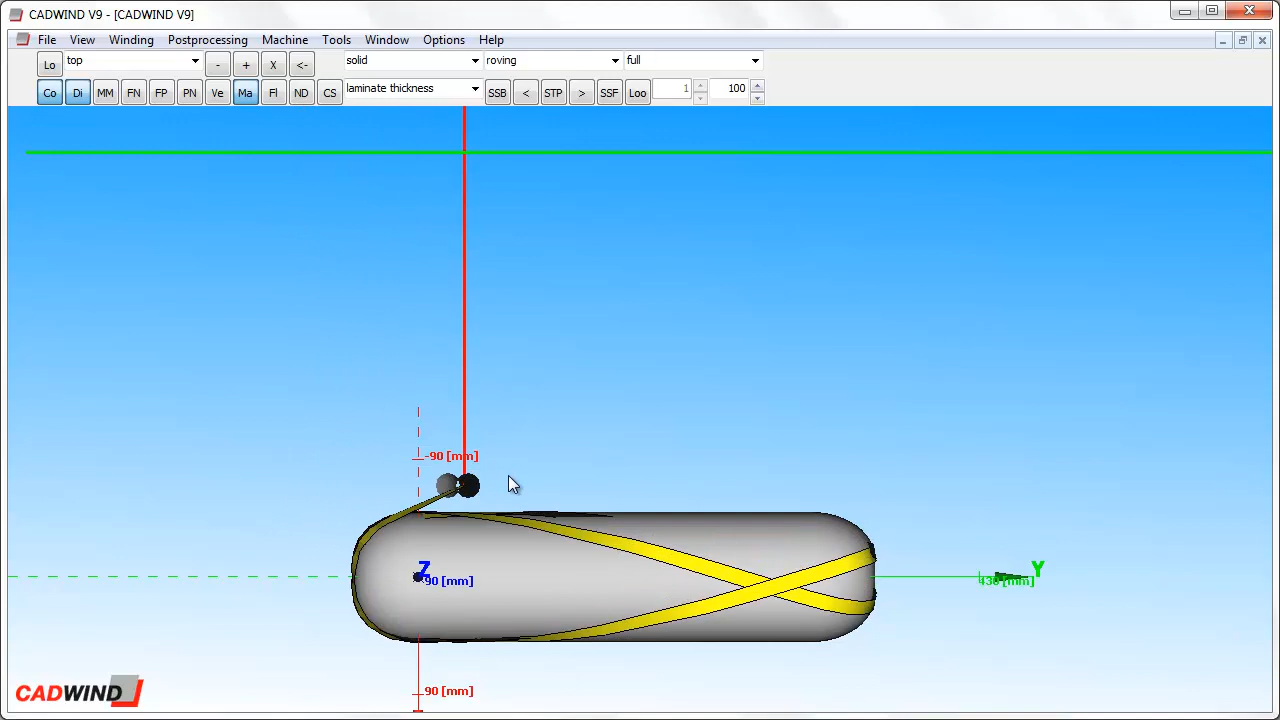 CADWIND V9 - [CADWIND V9]
File View Winding Postprocessing Machine Tools Window Options Help
Lo top - + X <- solid roving full
Co Di MM FN FP PN Ve Ma Fl ND CS laminate thickness SSB < STP > SSF Loo 1 100
-90 [mm]
Z Y
90 [mm] 430 [mm]
90 [mm]
CADWIND